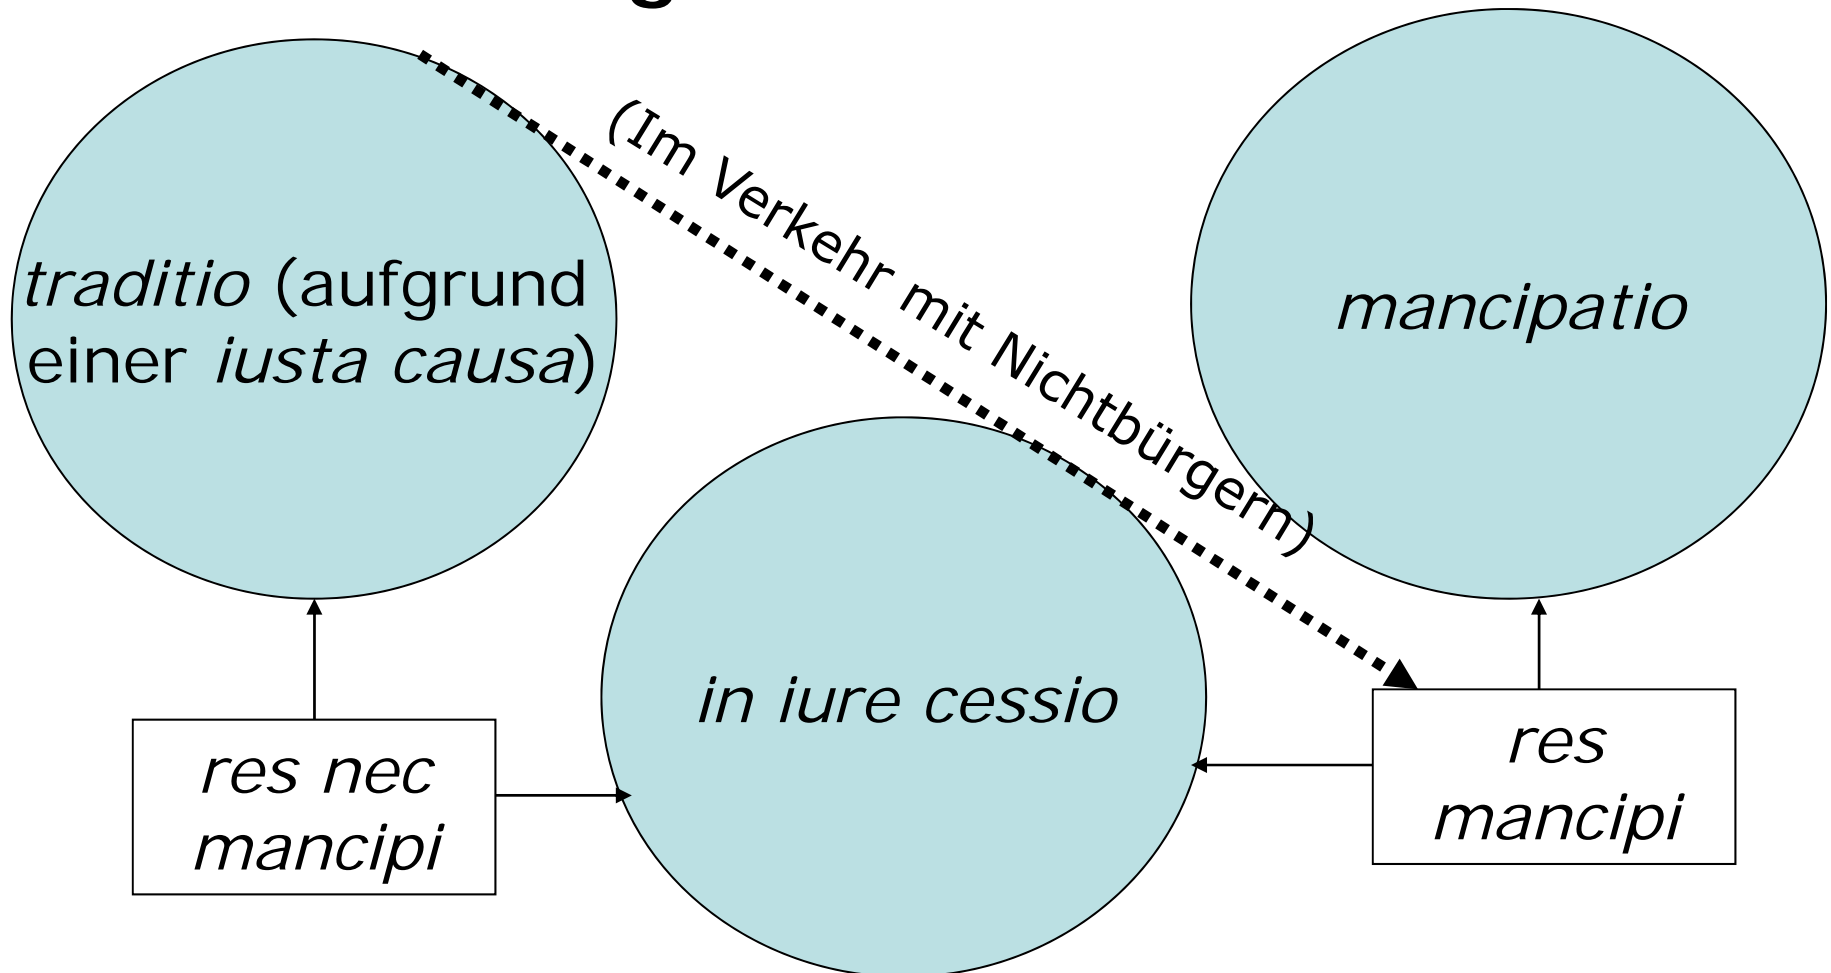 traditio (aufgrund
einer iusta causa)
(Im Verkehr mit Nichtbürgern)
mancipatio
in iure cessio
res nec
mancipi
res
mancipi